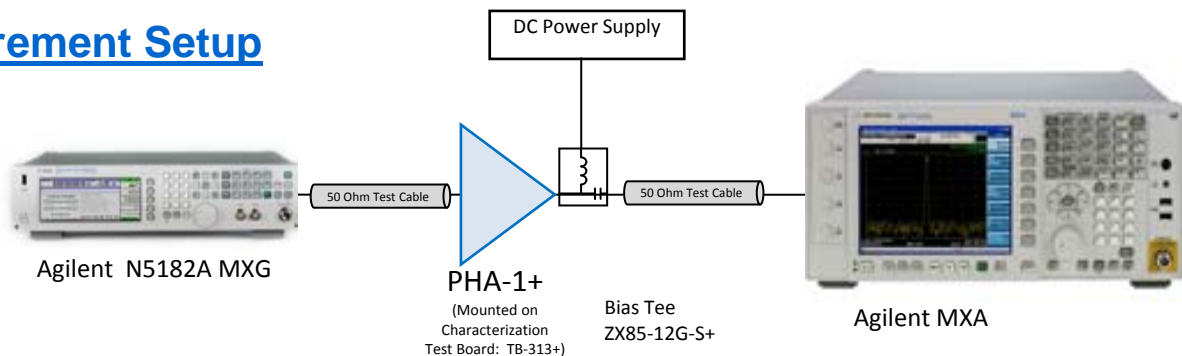 rement Setup
DC Power Supply
50 Ohm Test Cable
50 Ohm Test Cable
Agilent N5182A MXG
PHA-1+
(Mounted on
Characterization
Test Board: TB-313+)
Bias Tee
ZX85-12G-S+
Agilent MXA